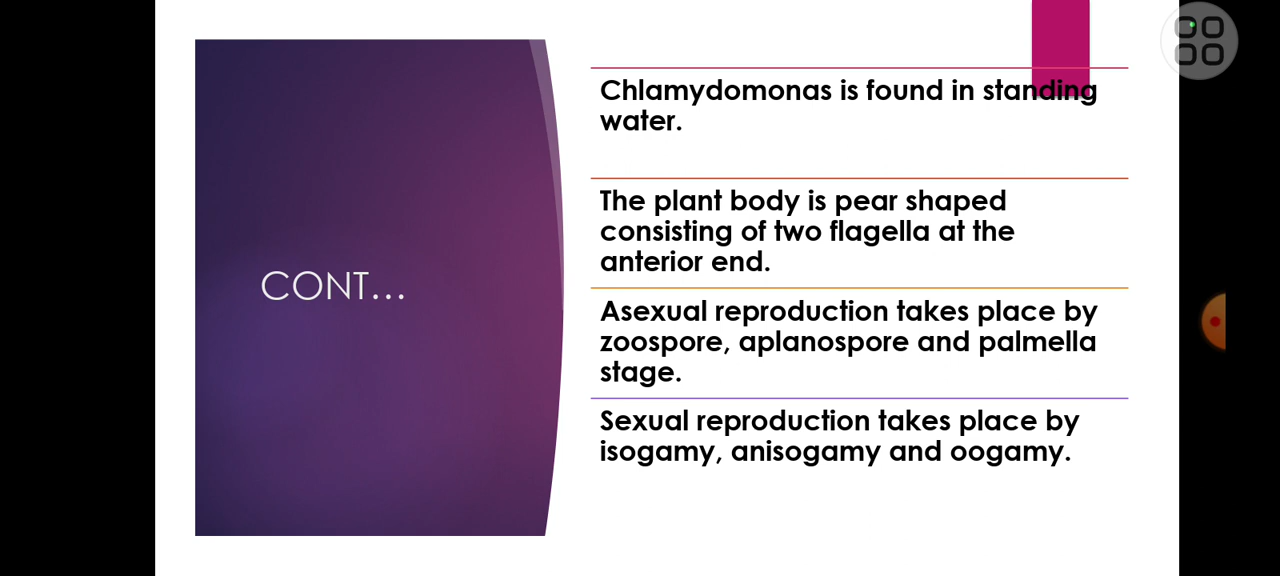 CONT...
Chlamydomonas is found in standing
water.
The plant body is pear shaped
consisting of two flagella at the
anterior end.
Asexual reproduction takes place by
zoospore, aplanospore and palmella
stage.
Sexual reproduction takes place by
isogamy, anisogamy and oogamy.